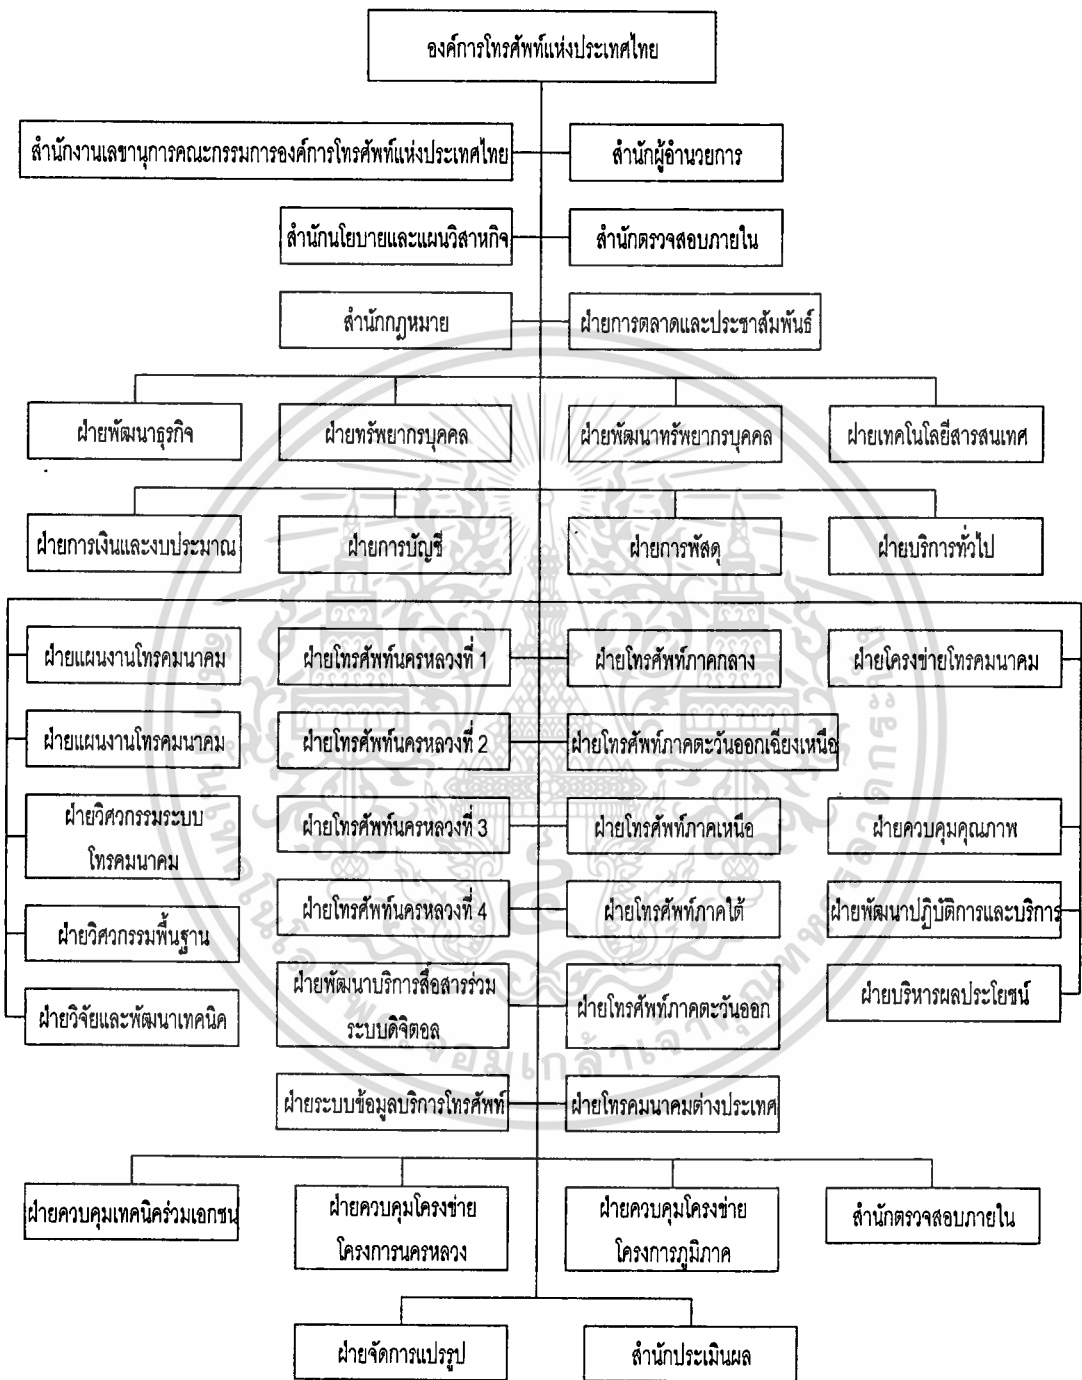 องค์การโทรศัพท์แห่งประเทศไทย
สำนักงานเลขานุการคณะกรรมการองค์การโทรศัพท์แห่งประเทศไทย
สำนักผู้อำนวยการ
สำนักนโยบายและแผนวิสาหกิจ
สำนักตรวจสอบภายใน
สำนักกฎหมาย
ฝ่ายการตลาดและประชาสัมพันธ์
ฝ่ายพัฒนาธุรกิจ
ฝ่ายทรัพยากรบุคคล
ฝ่ายพัฒนาทรัพยากรบุคคล
ฝ่ายเทคโนโลยีสารสนเทศ
ฝ่ายการเงินและงบประมาณ
ฝ่ายการบัญชี
ฝ่ายการพัสดุ
ฝ่ายบริการทั่วไป
ฝ่ายแผนงานโทรคมนาคม
ฝ่ายโทรศัพท์นครหลวงที่ 1
ฝ่ายโทรศัพท์ภาคกลาง
ฝ่ายโครงข่ายโทรคมนาคม
ฝ่ายแผนงานโทรคมนาคม
ฝ่ายโทรศัพท์นครหลวงที่ 2
ฝ่ายโทรศัพท์ภาคตะวันออกเฉียงเหนือ
ฝ่ายวิศวกรรมระบบ
โทรคมนาคม
ฝ่ายโทรศัพท์นครหลวงที่ 3
ฝ่ายโทรศัพท์ภาคเหนือ
ฝ่ายควบคุมคุณภาพ
ฝ่ายวิศวกรรมพื้นฐาน
ฝ่ายโทรศัพท์นครหลวงที่ 4
ฝ่ายโทรศัพท์ภาคใต้
ฝ่ายพัฒนาปฏิบัติการและบริการ
ฝ่ายวิจัยและพัฒนาเทคนิค
ฝ่ายพัฒนาบริการสื่อสารร่วม
ระบบดิจิตอล
ฝ่ายโทรศัพท์ภาคตะวันออก
ฝ่ายบริหารผลประโยชน์
ฝ่ายระบบข้อมูลบริการโทรศัพท์
ฝ่ายโทรคมนาคมต่างประเทศ
ฝ่ายควบคุมเทคนิคร่วมเอกชน
ฝ่ายควบคุมโครงข่าย
โครงการนครหลวง
ฝ่ายควบคุมโครงข่าย
โครงการภูมิภาค
สำนักตรวจสอบภายใน
ฝ่ายจัดการแปรรูป
สำนักประเมินผล